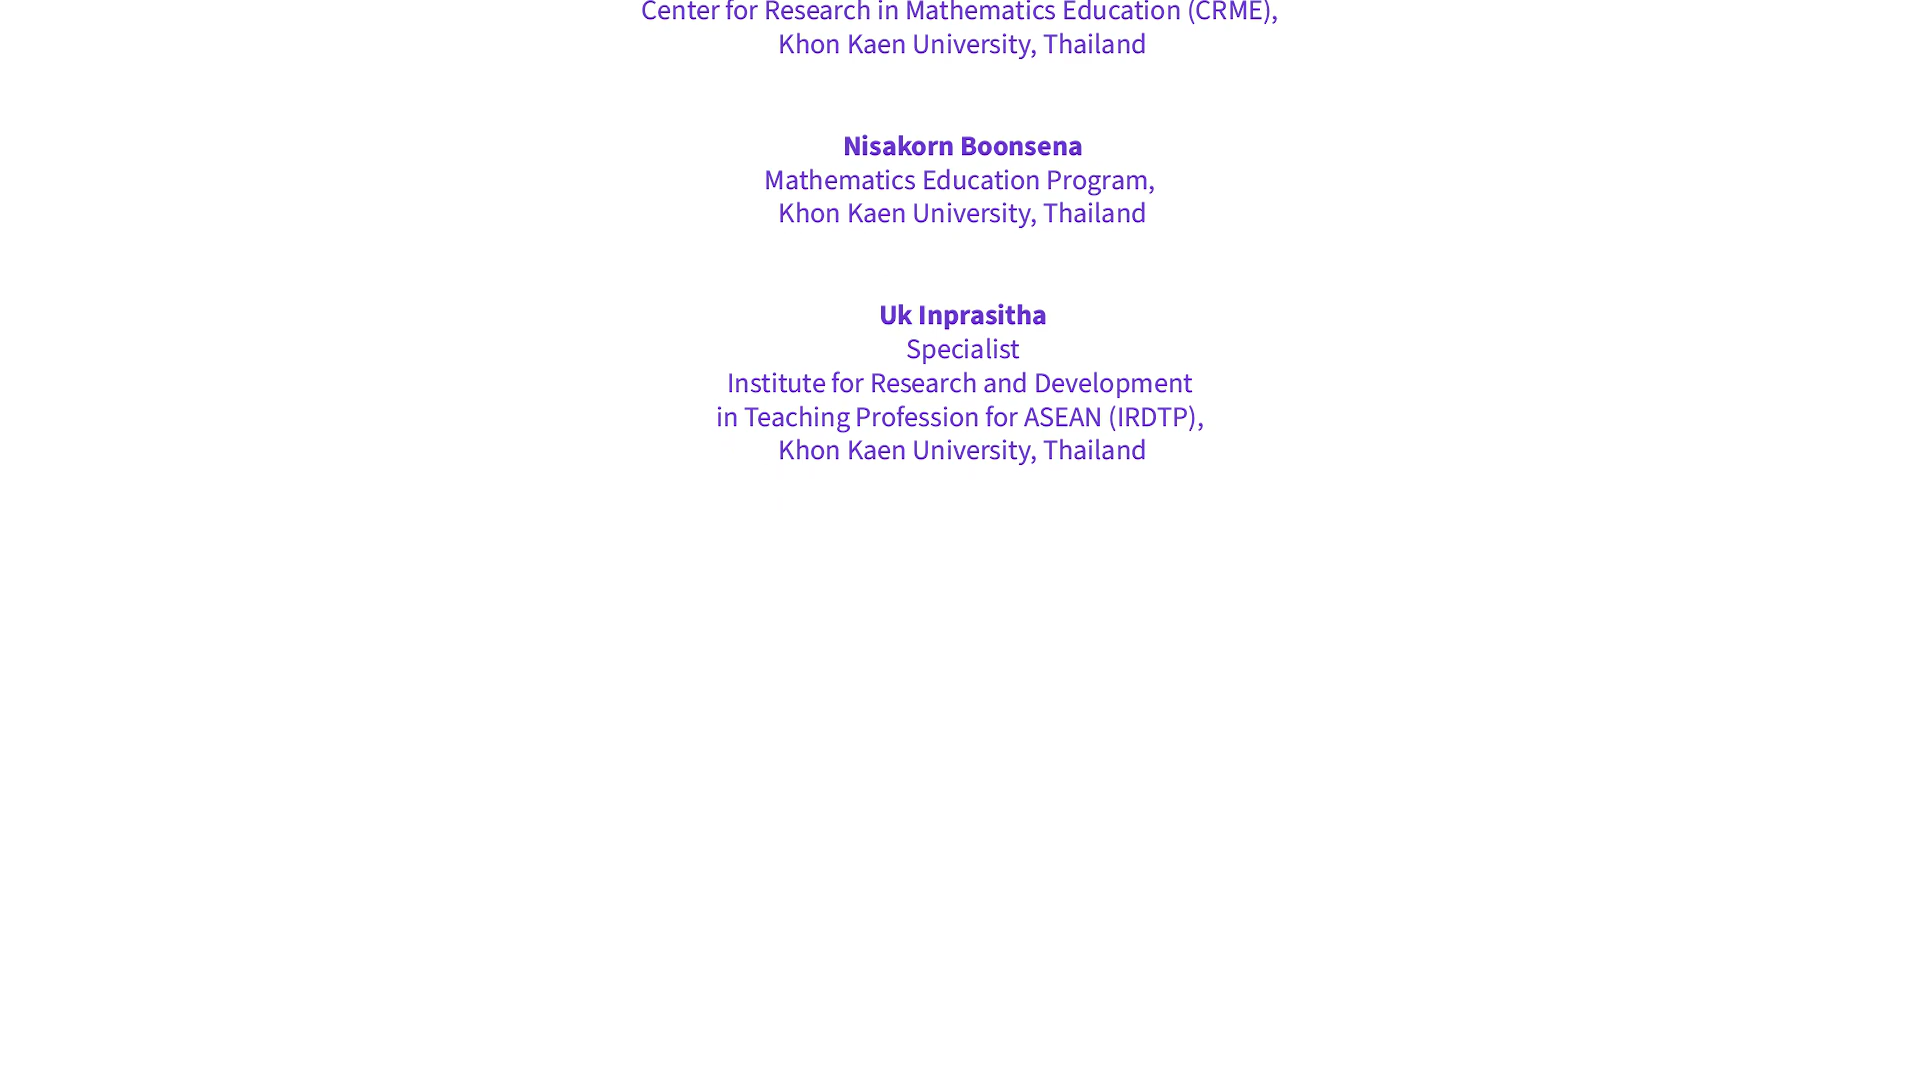 Center for Research in Mathematics Education (CRME),
Khon Kaen University, Thailand
Nisakorn Boonsena
Mathematics Education Program,
Khon Kaen University, Thailand
Uk Inprasitha
Specialist
Institute for Research and Development
in Teaching Profession for ASEAN (IRDTP),
Khon Kaen University, Thailand